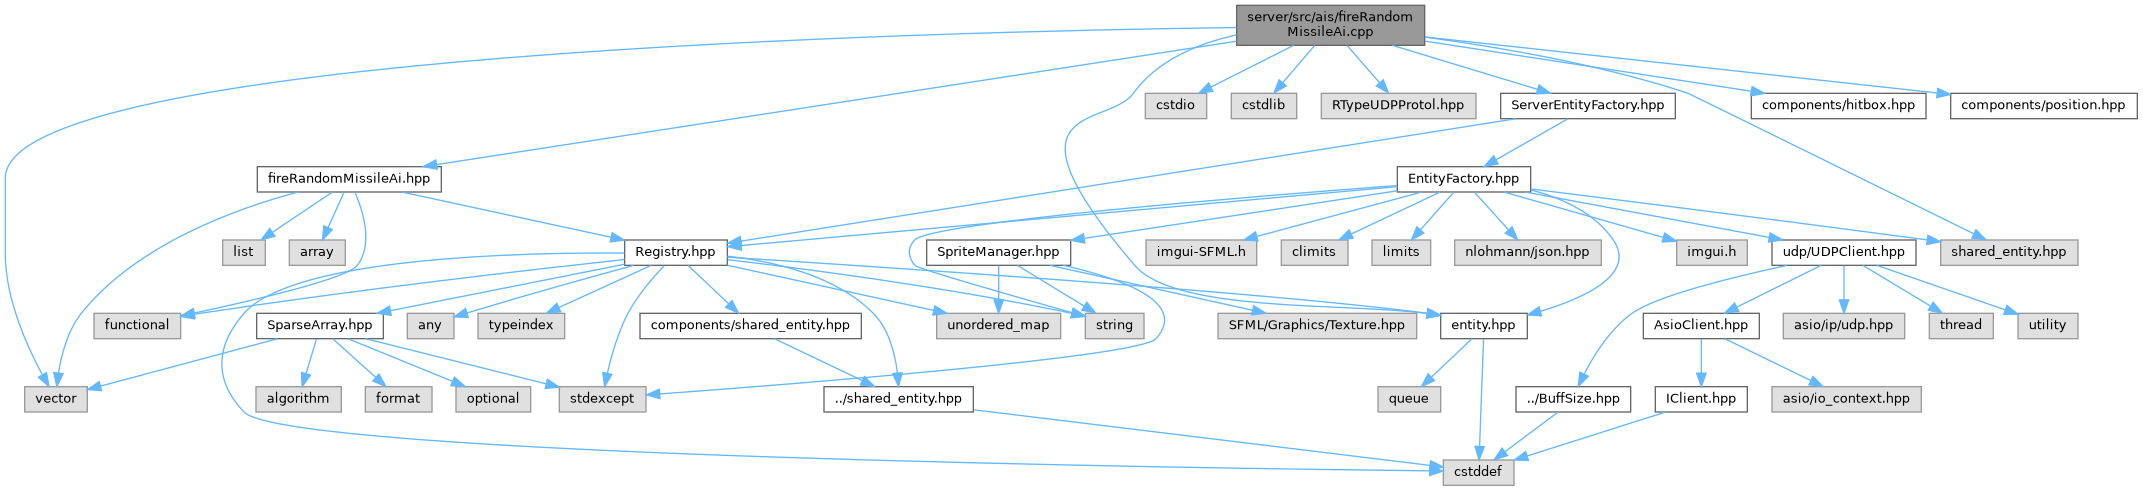 server/src/ais/fireRandom
MissileAi.cpp
cstdio
cstdlib
RTypeUDPProtol.hpp
ServerEntityFactory.hpp
components/hitbox.hpp
components/position.hpp
fireRandomMissileAi.hpp
EntityFactory.hpp
list
array
Registry.hpp
SpriteManager.hpp
imgui-SFML.h
climits
limits
nlohmann/json.hpp
imgui.h
udp/UDPClient.hpp
shared_entity.hpp
functional
SparseArray.hpp
any
typeindex
components/shared_entity.hpp
unordered_map
string
SFML/Graphics/Texture.hpp
entity.hpp
AsioClient.hpp
asio/ip/udp.hpp
thread
utility
vector
algorithm
format
optional
stdexcept
../shared_entity.hpp
queue
../BuffSize.hpp
IClient.hpp
asio/io_context.hpp
cstddef